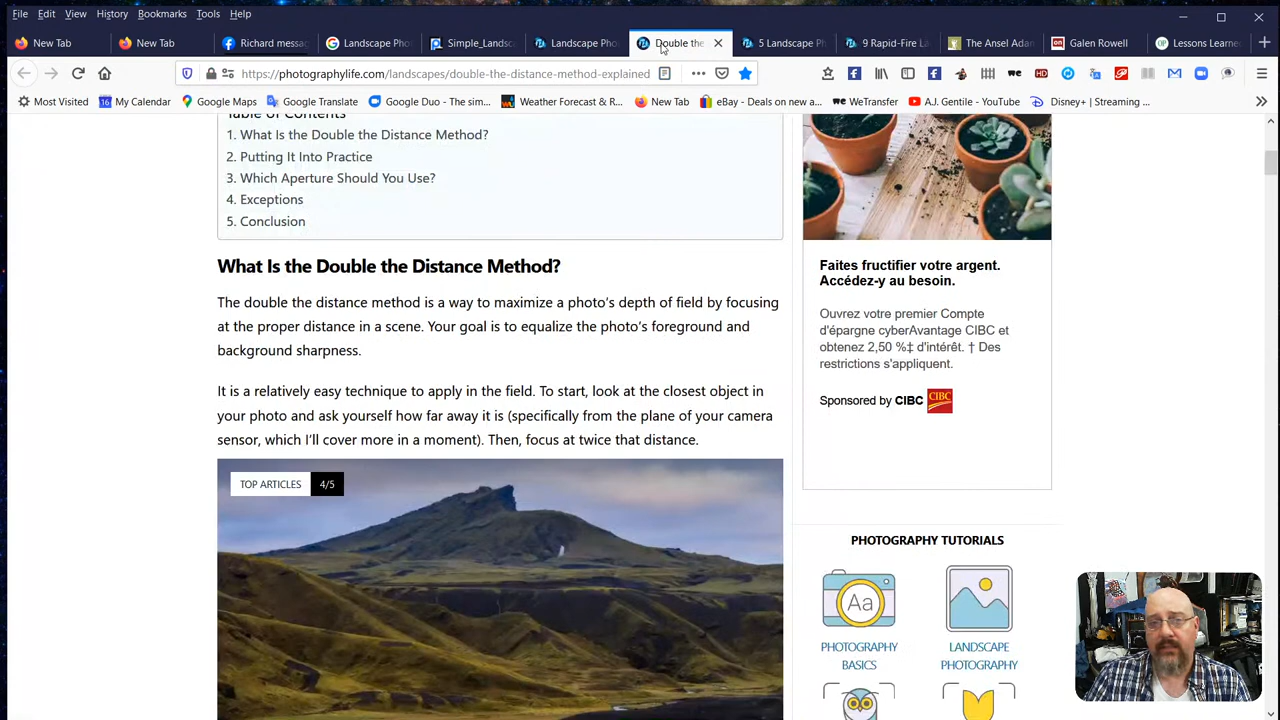 File Edit View History Bookmarks Tools Help
New Tab New Tab Richard messa Google Landscape Pho Simple_Landsc Landscape Pho Double the 5 Landscape Ph 9 Rapid-Fire La The Ansel Adan Galen Rowell Lessons Learne
https://photographylife.com/landscapes/double-the-distance-method-explained
Most Visited My Calendar Google Maps Google Translate Google Duo - The sim... Weather Forecast & R... New Tab eBay - Deals on new a... WeTransfer A.J. Gentile - YouTube Disney+ | Streaming ...
Table of Contents
1. What Is the Double the Distance Method?
2. Putting It Into Practice
3. Which Aperture Should You Use?
4. Exceptions
5. Conclusion
What Is the Double the Distance Method?
The double the distance method is a way to maximize a photo's depth of field by focusing
at the proper distance in a scene. Your goal is to equalize the photo's foreground and
background sharpness.
It is a relatively easy technique to apply in the field. To start, look at the closest object in
your photo and ask yourself how far away it is (specifically from the plane of your camera
sensor, which I'll cover more in a moment). Then, focus at twice that distance.
TOP ARTICLES 4/5
Faites fructifier votre argent.
Accédez-y au besoin.
Ouvrez votre premier Compte
d'épargne cyberAvantage CIBC et
obtenez 2,50 %‡ d'intérêt. † Des
restrictions s'appliquent.
Sponsored by CIBC CIBC
PHOTOGRAPHY TUTORIALS
Aa
PHOTOGRAPHY
BASICS
LANDSCAPE
PHOTOGRAPHY